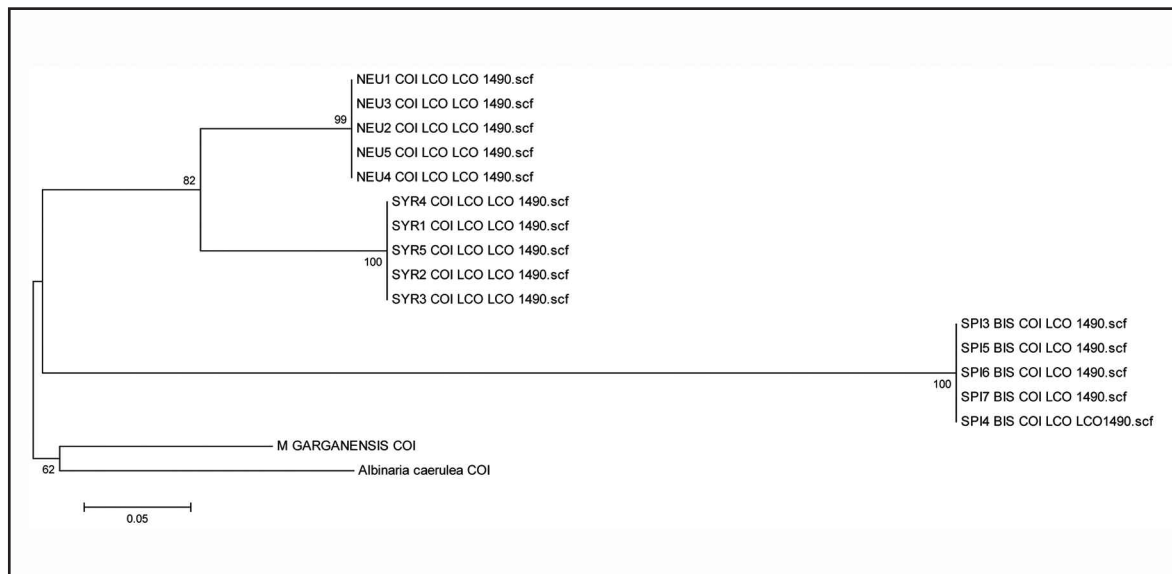 NEU1 COI LCO LCO 1490.scf
NEU3 COI LCO LCO 1490.scf
99
NEU2 COI LCO LCO 1490.scf
NEU5 COI LCO LCO 1490.scf
NEU4 COI LCO LCO 1490.scf
82
SYR4 COI LCO LCO 1490.scf
SYR1 COI LCO LCO 1490.scf
SYR5 COI LCO LCO 1490.scf
100
SYR2 COI LCO LCO 1490.scf
SYR3 COI LCO LCO 1490.scf
SPI3 BIS COI LCO 1490.scf
SPI5 BIS COI LCO 1490.scf
SPI6 BIS COI LCO 1490.scf
100
SPI7 BIS COI LCO 1490.scf
SPI4 BIS COI LCO LCO1490.scf
M GARGANENSIS COI
62
Albinaria caerulea COI
0.05